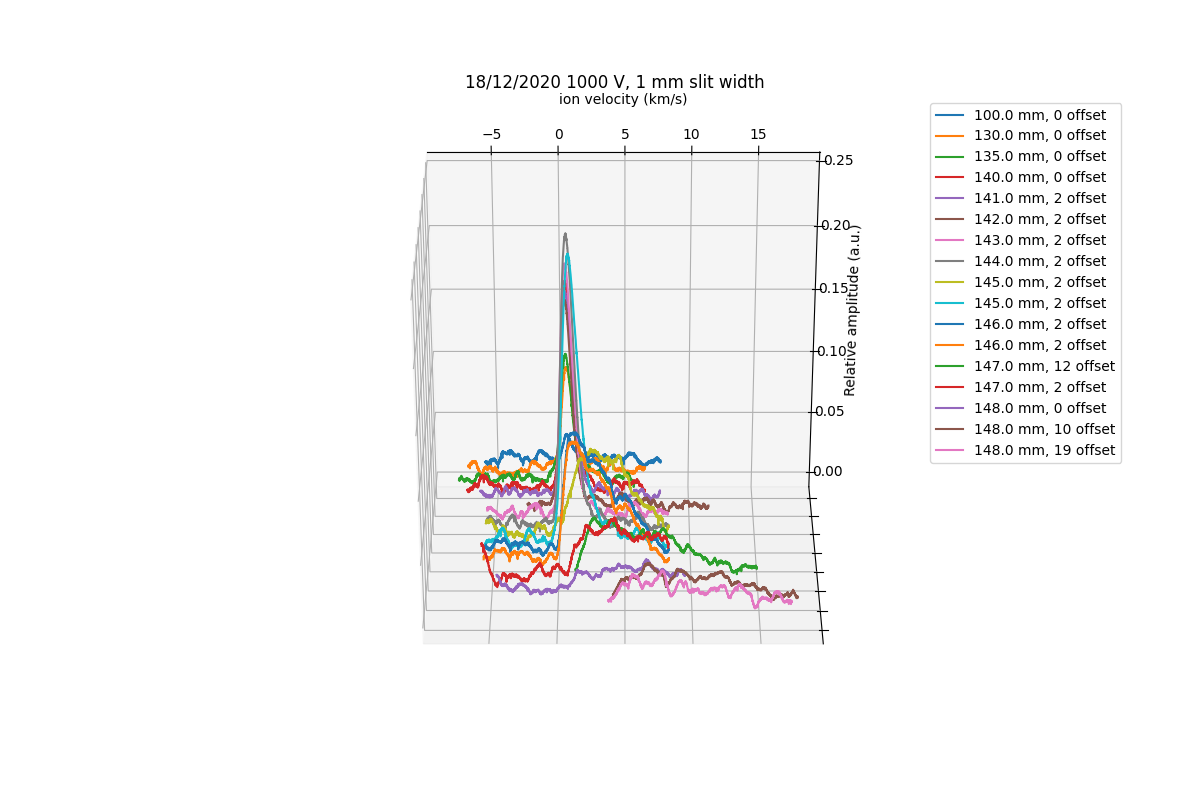 18/12/2020 1000 V, 1 mm slit width
ion velocity (km/s)
−5 0 5 10 15
0.25
0.20
0.15
0.10
0.05
0.00
Relative amplitude (a.u.)
100.0 mm, 0 offset
130.0 mm, 0 offset
135.0 mm, 0 offset
140.0 mm, 0 offset
141.0 mm, 2 offset
142.0 mm, 2 offset
143.0 mm, 2 offset
144.0 mm, 2 offset
145.0 mm, 2 offset
145.0 mm, 2 offset
146.0 mm, 2 offset
146.0 mm, 2 offset
147.0 mm, 12 offset
147.0 mm, 2 offset
148.0 mm, 0 offset
148.0 mm, 10 offset
148.0 mm, 19 offset